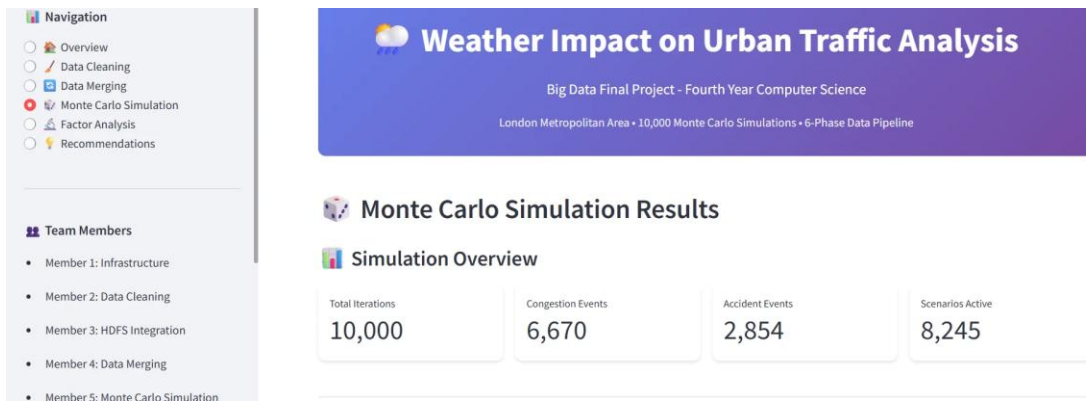 Navigation
Overview
Data Cleaning
Data Merging
Monte Carlo Simulation
Factor Analysis
Recommendations
Team Members
Member 1: Infrastructure
Member 2: Data Cleaning
Member 3: HDFS Integration
Member 4: Data Merging
Member 5: Monte Carlo Simulation
Weather Impact on Urban Traffic Analysis
Big Data Final Project - Fourth Year Computer Science
London Metropolitan Area • 10,000 Monte Carlo Simulations • 6-Phase Data Pipeline
Monte Carlo Simulation Results
Simulation Overview
Total Iterations
10,000
Congestion Events
6,670
Accident Events
2,854
Scenarios Active
8,245